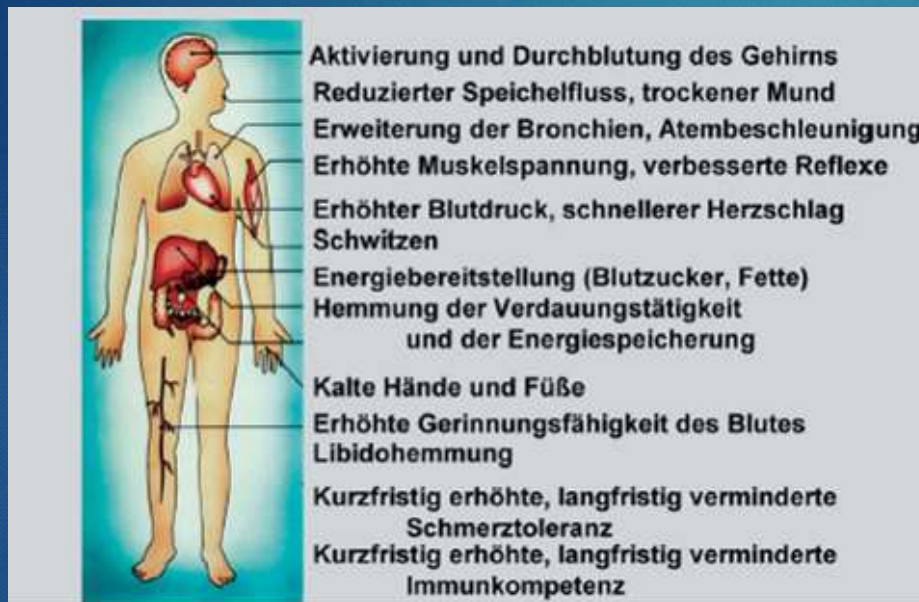 Aktivierung und Durchblutung des Gehirns
Reduzierter Speichelfluss, trockener Mund
Erweiterung der Bronchien, Atembeschleunigung
Erhöhte Muskelspannung, verbesserte Reflexe
Erhöhter Blutdruck, schnellerer Herzschlag
Schwitzen
Energiebereitstellung (Blutzucker, Fette)
Hemmung der Verdauungstätigkeit
und der Energiespeicherung
Kalte Hände und Füße
Erhöhte Gerinnungsfähigkeit des Blutes
Libidohemmung
Kurzfristig erhöhte, langfristig verminderte
Schmerztoleranz
Kurzfristig erhöhte, langfristig verminderte
Immunkompetenz